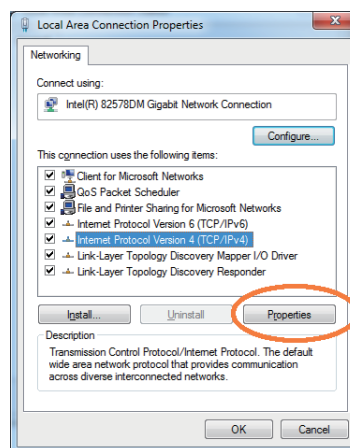 Local Area Connection Properties
Networking
Connect using:
Intel(R) 82578DM Gigabit Network Connection
Configure...
This connection uses the following items:
Client for Microsoft Networks
QoS Packet Scheduler
File and Printer Sharing for Microsoft Networks
Internet Protocol Version 6 (TCP/IPv6)
Internet Protocol Version 4 (TCP/IPv4)
Link-Layer Topology Discovery Mapper I/O Driver
Link-Layer Topology Discovery Responder
Install... Uninstall Properties
Description
Transmission Control Protocol/Internet Protocol. The default
wide area network protocol that provides communication
across diverse interconnected networks.
OK Cancel